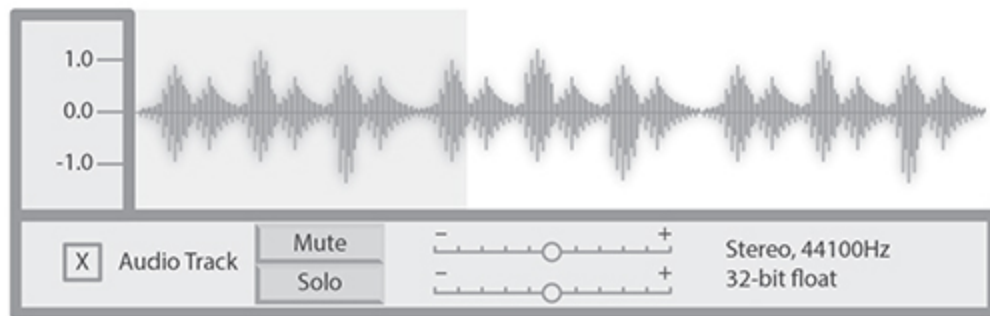 1.0
0.0
-1.0
X
Audio Track
Mute
Solo
− +
− +
Stereo, 44100Hz
32-bit float